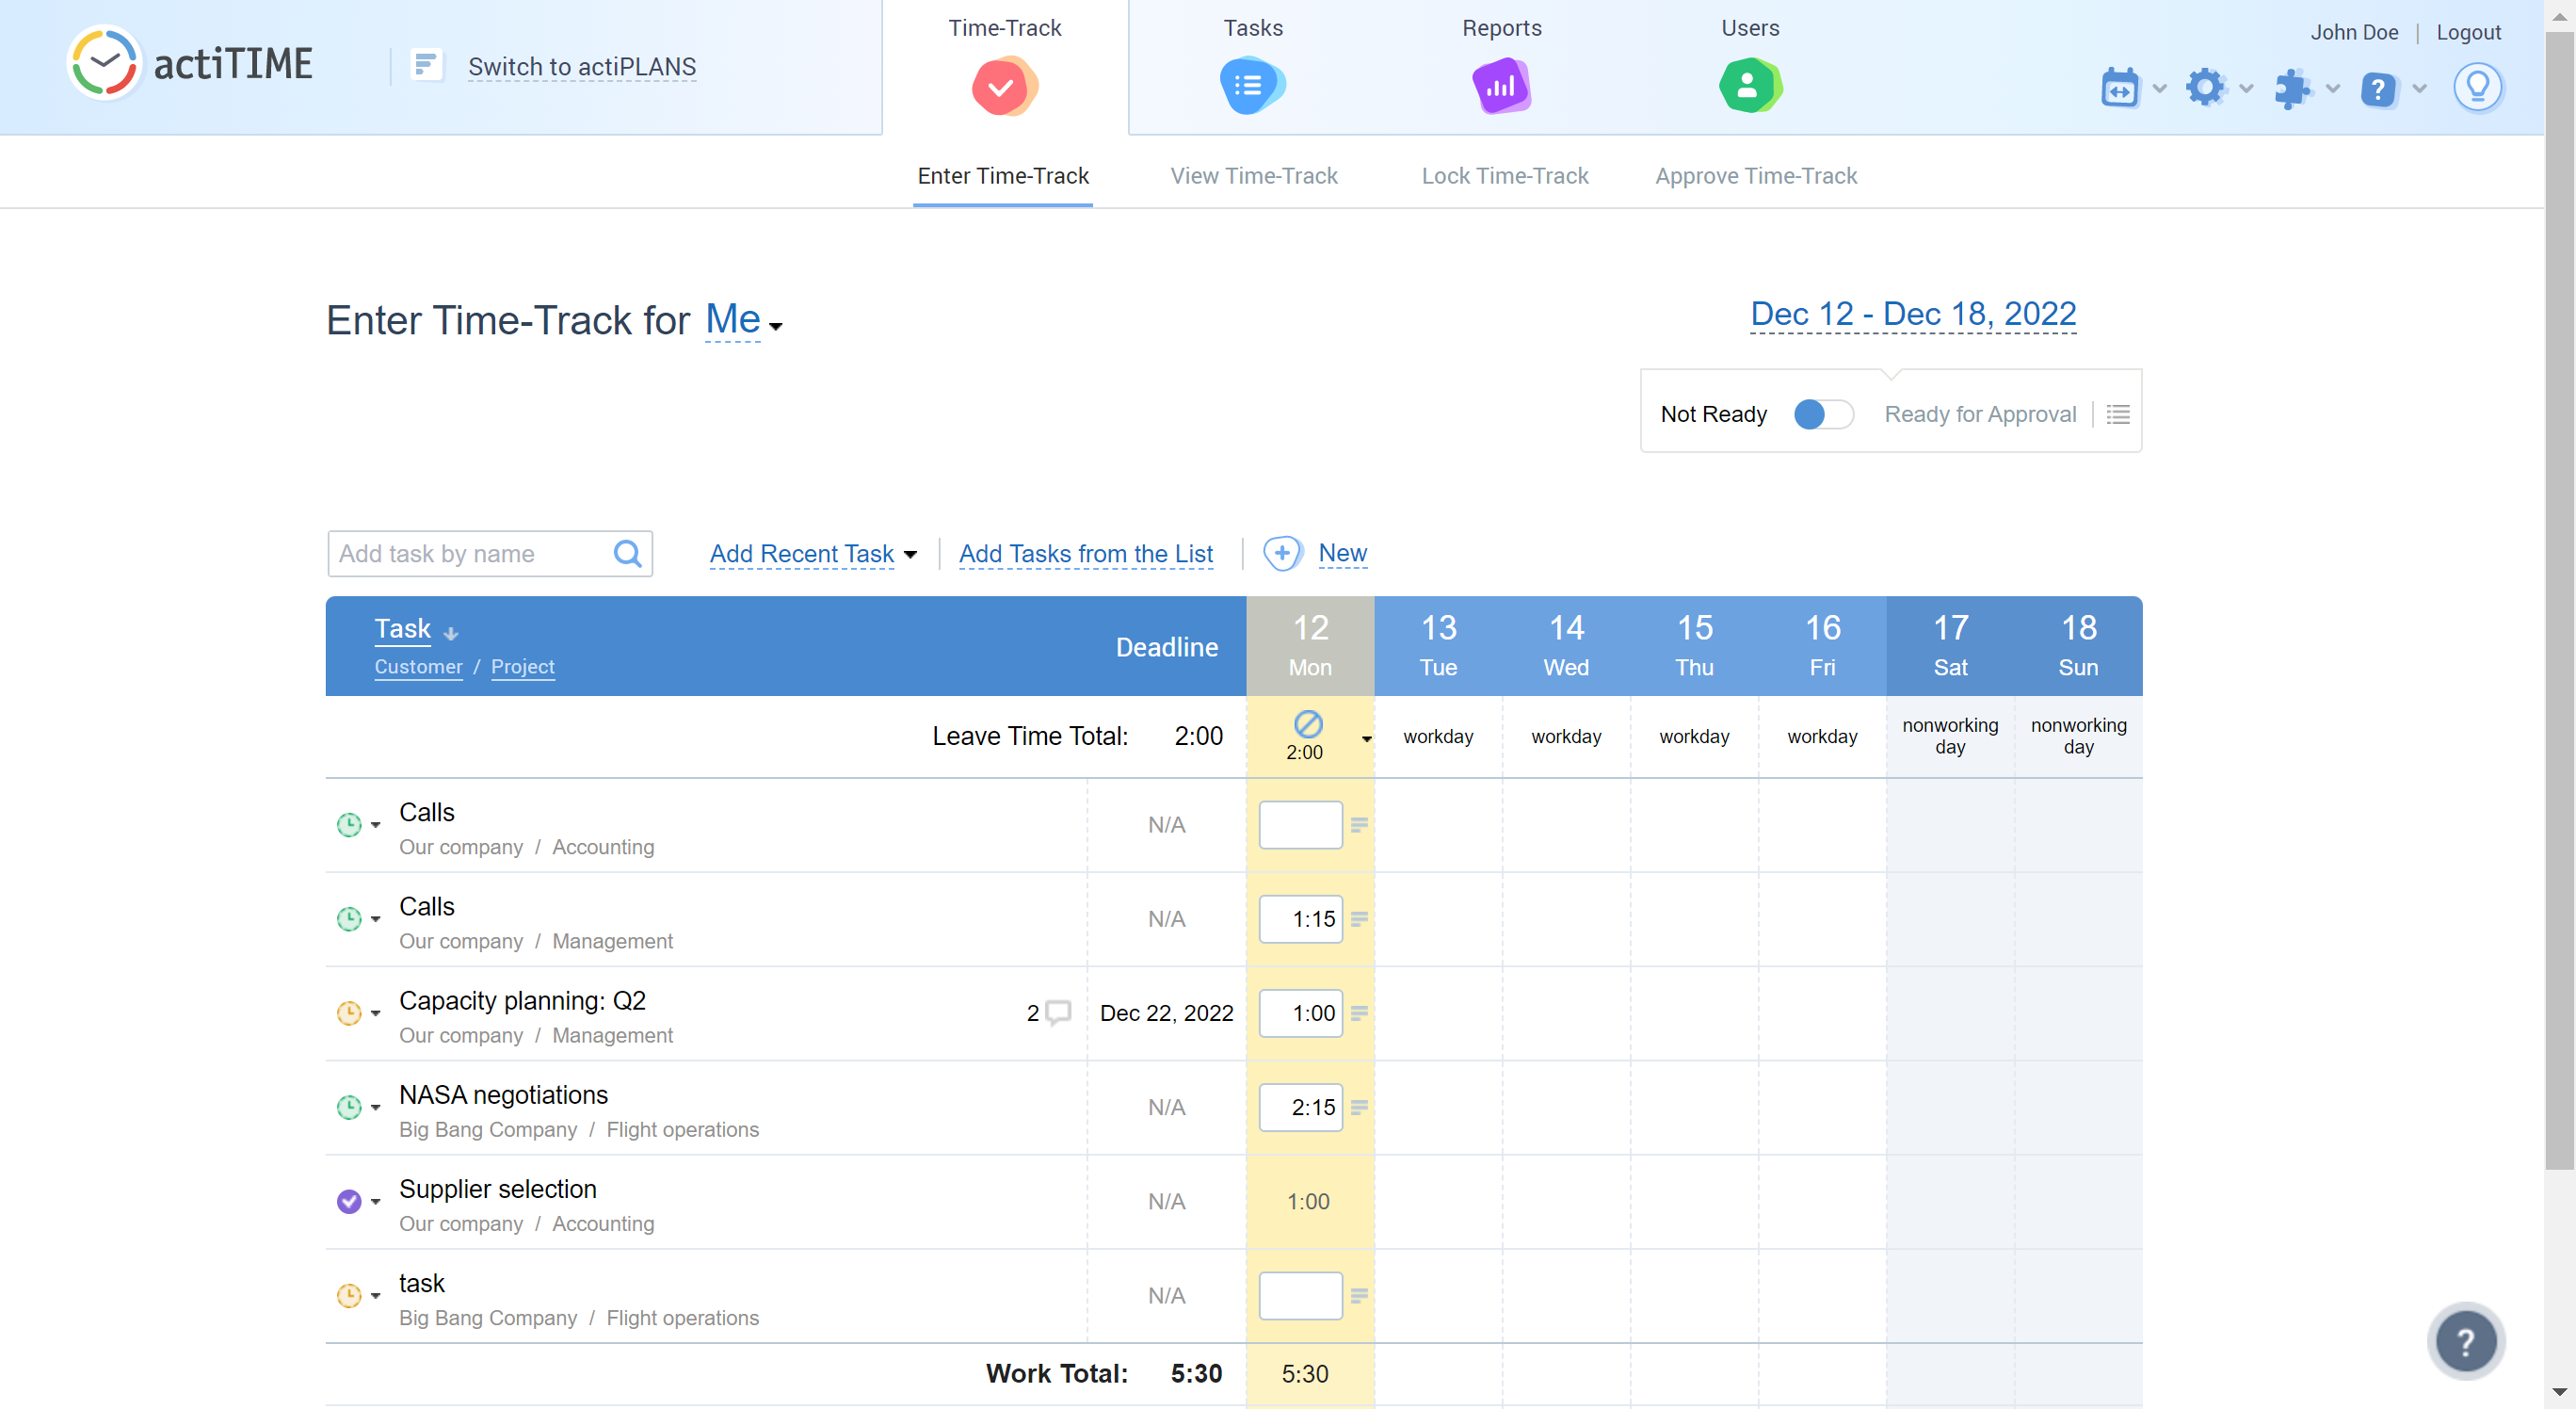 actiTIME
Switch to actiPLANS
Time-Track
Tasks
Reports
Users
John Doe | Logout
Enter Time-Track
View Time-Track
Lock Time-Track
Approve Time-Track
Enter Time-Track for Me
Dec 12 - Dec 18, 2022
Not Ready
Ready for Approval
Add task by name
Add Recent Task
Add Tasks from the List
New
Task
Customer / Project
Deadline
12 Mon
13 Tue
14 Wed
15 Thu
16 Fri
17 Sat
18 Sun
Leave Time Total: 2:00
2:00
workday
workday
workday
workday
nonworking
day
nonworking
day
Calls
Our company / Accounting
N/A
Calls
Our company / Management
N/A
1:15
Capacity planning: Q2
Our company / Management
2
Dec 22, 2022
1:00
NASA negotiations
Big Bang Company / Flight operations
N/A
2:15
Supplier selection
Our company / Accounting
N/A
1:00
task
Big Bang Company / Flight operations
N/A
Work Total: 5:30 5:30
?
?